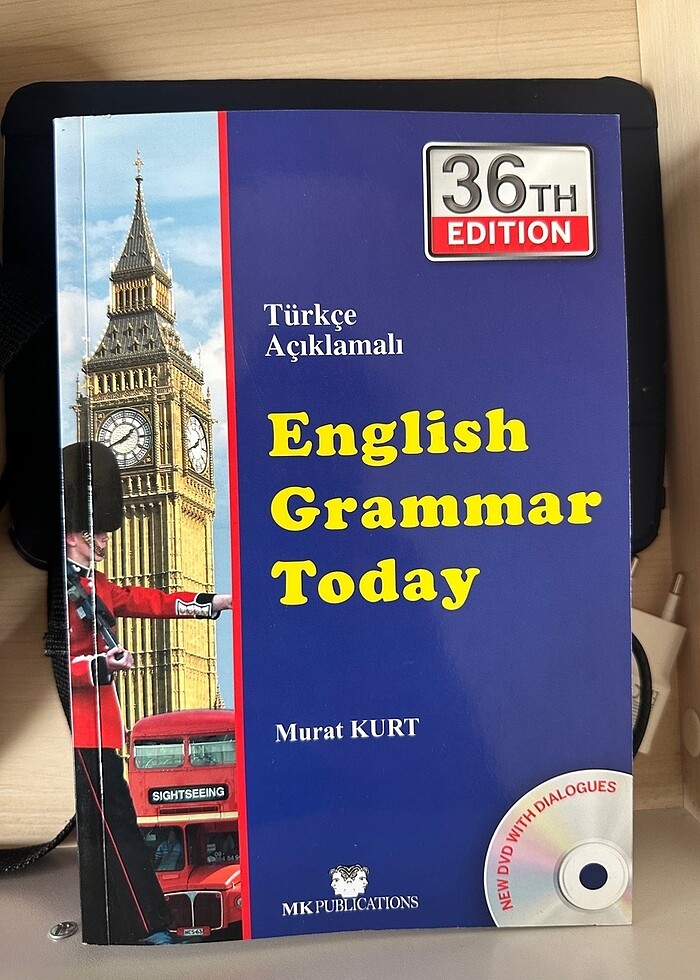 36TH
EDITION
Türkçe
Açıklamalı
English
Grammar
Today
Murat KURT
SIGHTSEEING
NEW DVD WITH DIALOGUES
MK PUBLICATIONS